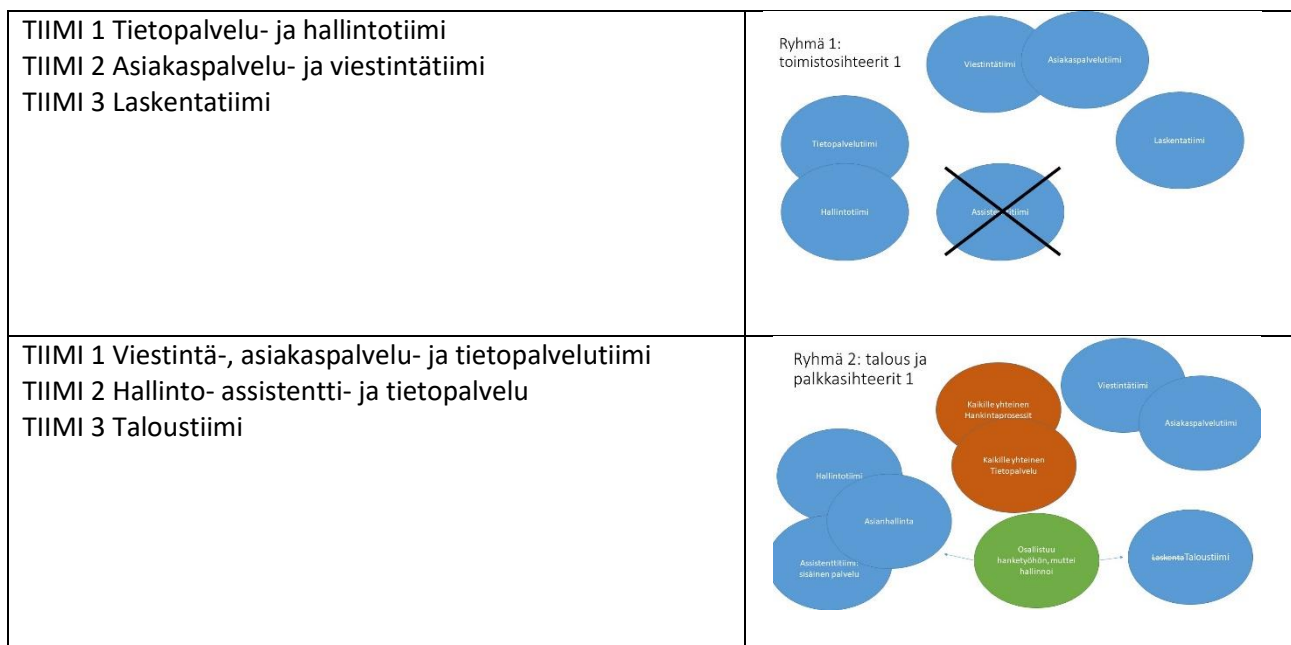 TIIMI 1 Tietopalvelu- ja hallintotiimi
TIIMI 2 Asiakaspalvelu- ja viestintätiimi
TIIMI 3 Laskentatiimi
Ryhmä 1:
toimistosihteerit 1
Viestintätiimi
Asiakaspalvelutiimi
Laskentatiimi
Tietopalvelutiimi
Hallintotiimi
TIIMI 1 Viestintä-, asiakaspalvelu- ja tietopalvelutiimi
TIIMI 2 Hallinto- assistentti- ja tietopalvelu
TIIMI 3 Taloustiimi
Ryhmä 2: talous ja
palkkasihteerit 1
Viestintätiimi
Asiakaspalvelutiimi
Kaikille yhteinen
Hankintaprosessit
Kaikille yhteinen
Tietopalvelu
Hallintotiimi
Asianhallinta
Assistenttitiimi:
sisäinen palvelu
Osallistuu
hanketyöhön, muttei
hallinnoi
Laskenta Taloustiimi